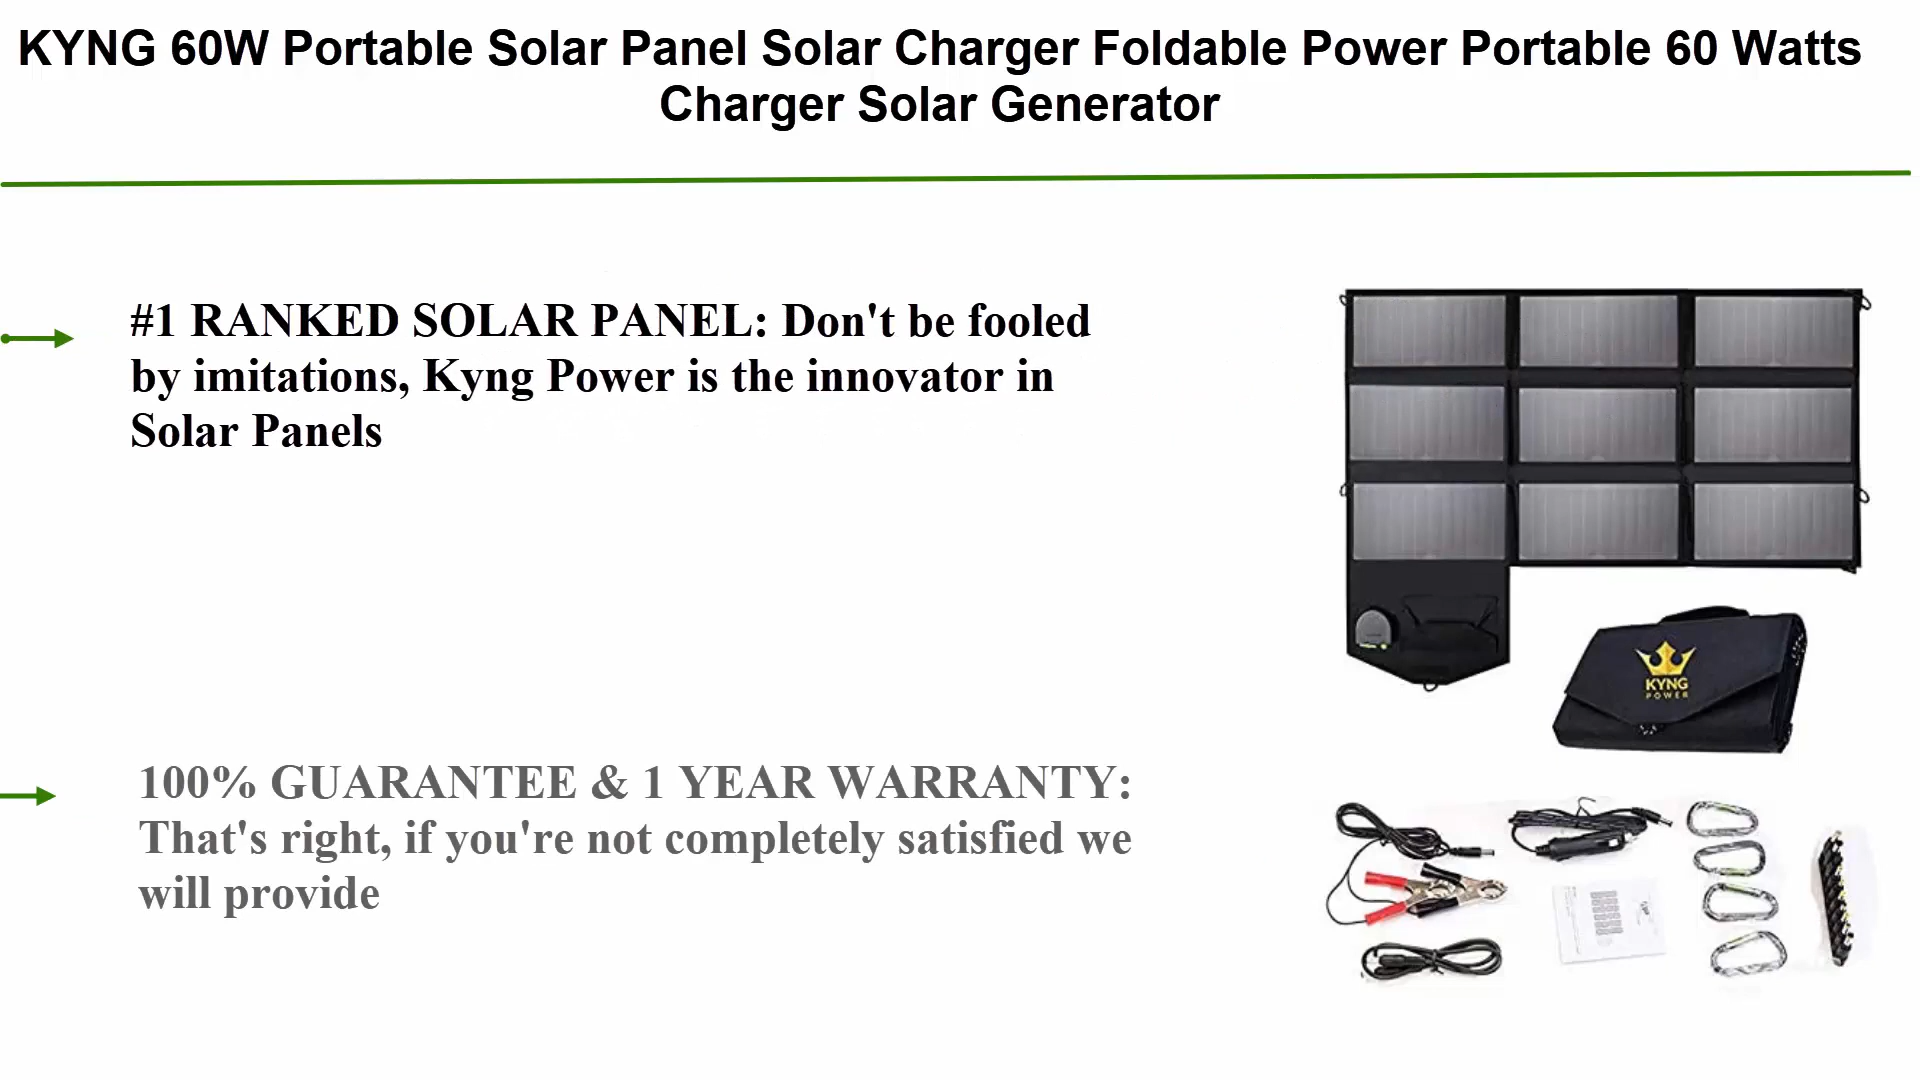 KYNG 60W Portable Solar Panel Solar Charger Foldable Power Portable 60 Watts
Charger Solar Generator
#1 RANKED SOLAR PANEL: Don't be fooled
by imitations, Kyng Power is the innovator in
Solar Panels
KYNG
POWER
100% GUARANTEE & 1 YEAR WARRANTY:
That's right, if you're not completely satisfied we
will provide